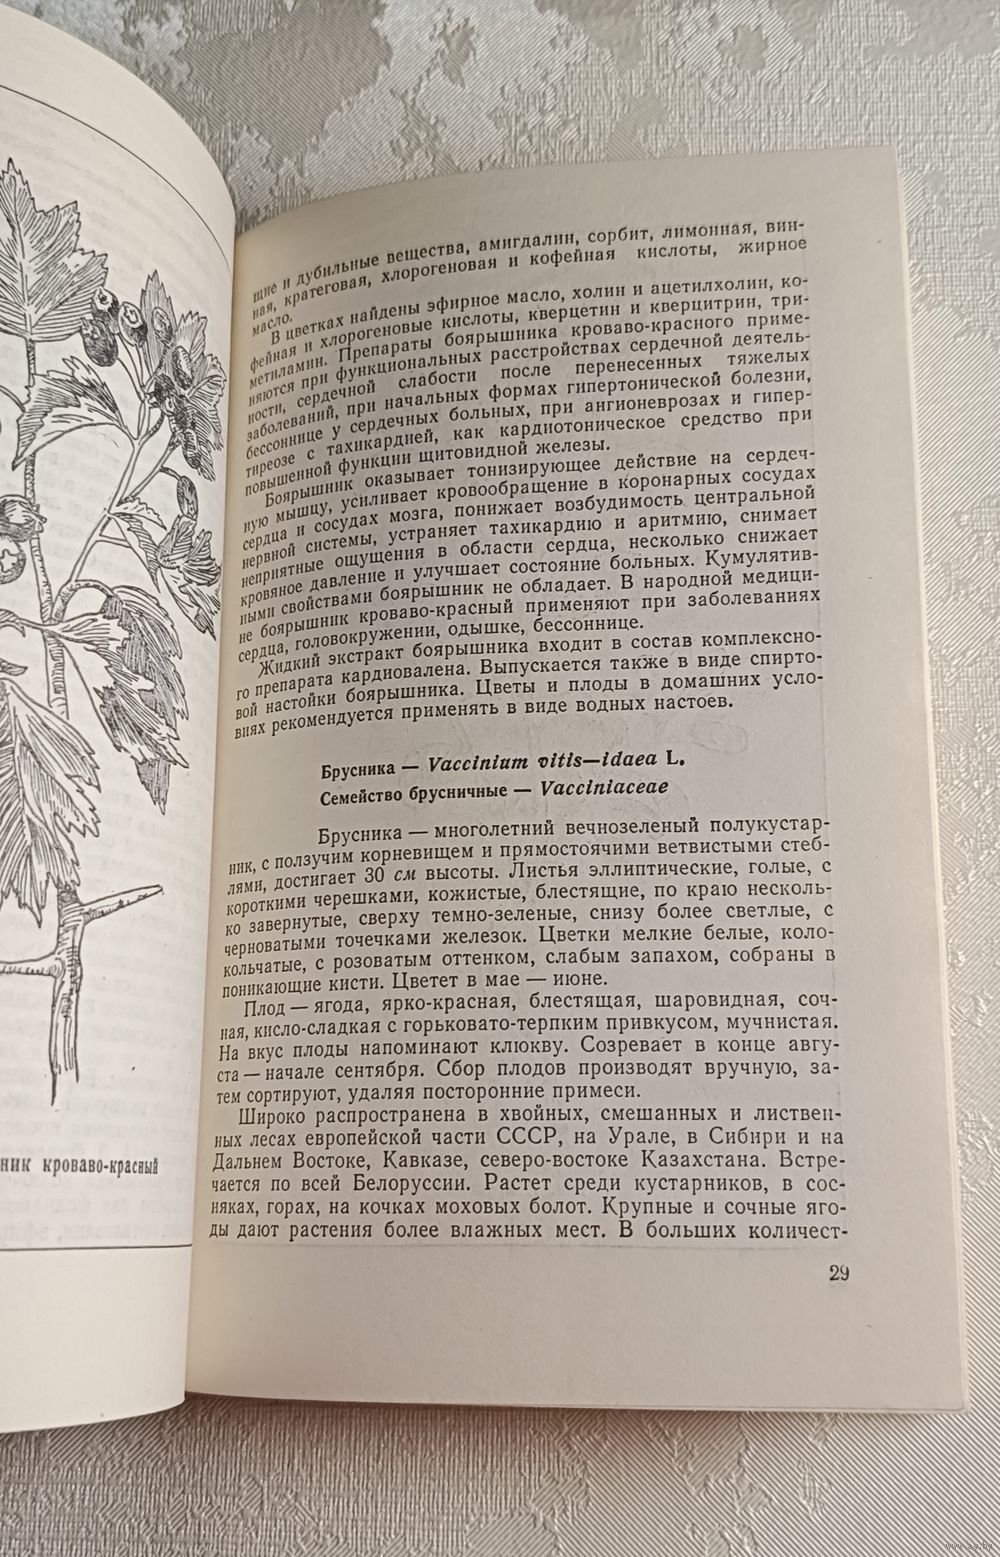 ник кроваво-красный
щие и дубильные вещества, амигдалин, сорбит, лимонная, вин-
ная, кратеговая, хлорогеновая и кофейная кислоты, жирное
масло.
В цветках найдены эфирное масло, холин и ацетилхолин, ко-
фейная и хлорогеновые кислоты, кверцетин и кверцитрин, три-
метиламин. Препараты боярышника кроваво-красного приме-
няются при функциональных расстройствах сердечной деятель-
ности, сердечной слабости после перенесенных тяжелых
заболеваний, при начальных формах гипертонической болезни,
бессоннице у сердечных больных, при ангионеврозах и гипер-
тиреозе с тахикардией, как кардиотоническое средство при
повышенной функции щитовидной железы.
Боярышник оказывает тонизирующее действие на сердеч-
ную мышцу, усиливает кровообращение в коронарных сосудах
сердца и сосудах мозга, понижает возбудимость центральной
нервной системы, устраняет тахикардию и аритмию, снимает
неприятные ощущения в области сердца, несколько снижает
кровяное давление и улучшает состояние больных. Кумулятив-
ными свойствами боярышник не обладает. В народной медици-
не боярышник кроваво-красный применяют при заболеваниях
сердца, головокружении, одышке, бессоннице.
Жидкий экстракт боярышника входит в состав комплексно-
го препарата кардиовалена. Выпускается также в виде спирто-
вой настойки боярышника. Цветы и плоды в домашних усло-
виях рекомендуется применять в виде водных настоев.
Брусника — Vaccinium vitis—idaea L.
Семейство брусничные — Vacciniaceae
Брусника — многолетний вечнозеленый полукустар-
ник, с ползучим корневищем и прямостоячими ветвистыми стеб-
лями, достигает 30 см высоты. Листья эллиптические, голые, с
короткими черешками, кожистые, блестящие, по краю несколь-
ко завернутые, сверху темно-зеленые, снизу более светлые, с
черноватыми точечками железок. Цветки мелкие белые, коло-
кольчатые, с розоватым оттенком, слабым запахом, собраны в
поникающие кисти. Цветет в мае — июне.
Плод — ягода, ярко-красная, блестящая, шаровидная, соч-
ная, кисло-сладкая с горьковато-терпким привкусом, мучнистая.
На вкус плоды напоминают клюкву. Созревает в конце авгу-
ста — начале сентября. Сбор плодов производят вручную, за-
тем сортируют, удаляя посторонние примеси.
Широко распространена в хвойных, смешанных и листвен-
ных лесах европейской части СССР, на Урале, в Сибири и на
Дальнем Востоке, Кавказе, северо-востоке Казахстана. Встре-
чается по всей Белоруссии. Растет среди кустарников, в сос-
няках, горах, на кочках моховых болот. Крупные и сочные яго-
ды дают растения более влажных мест. В больших количест-
29